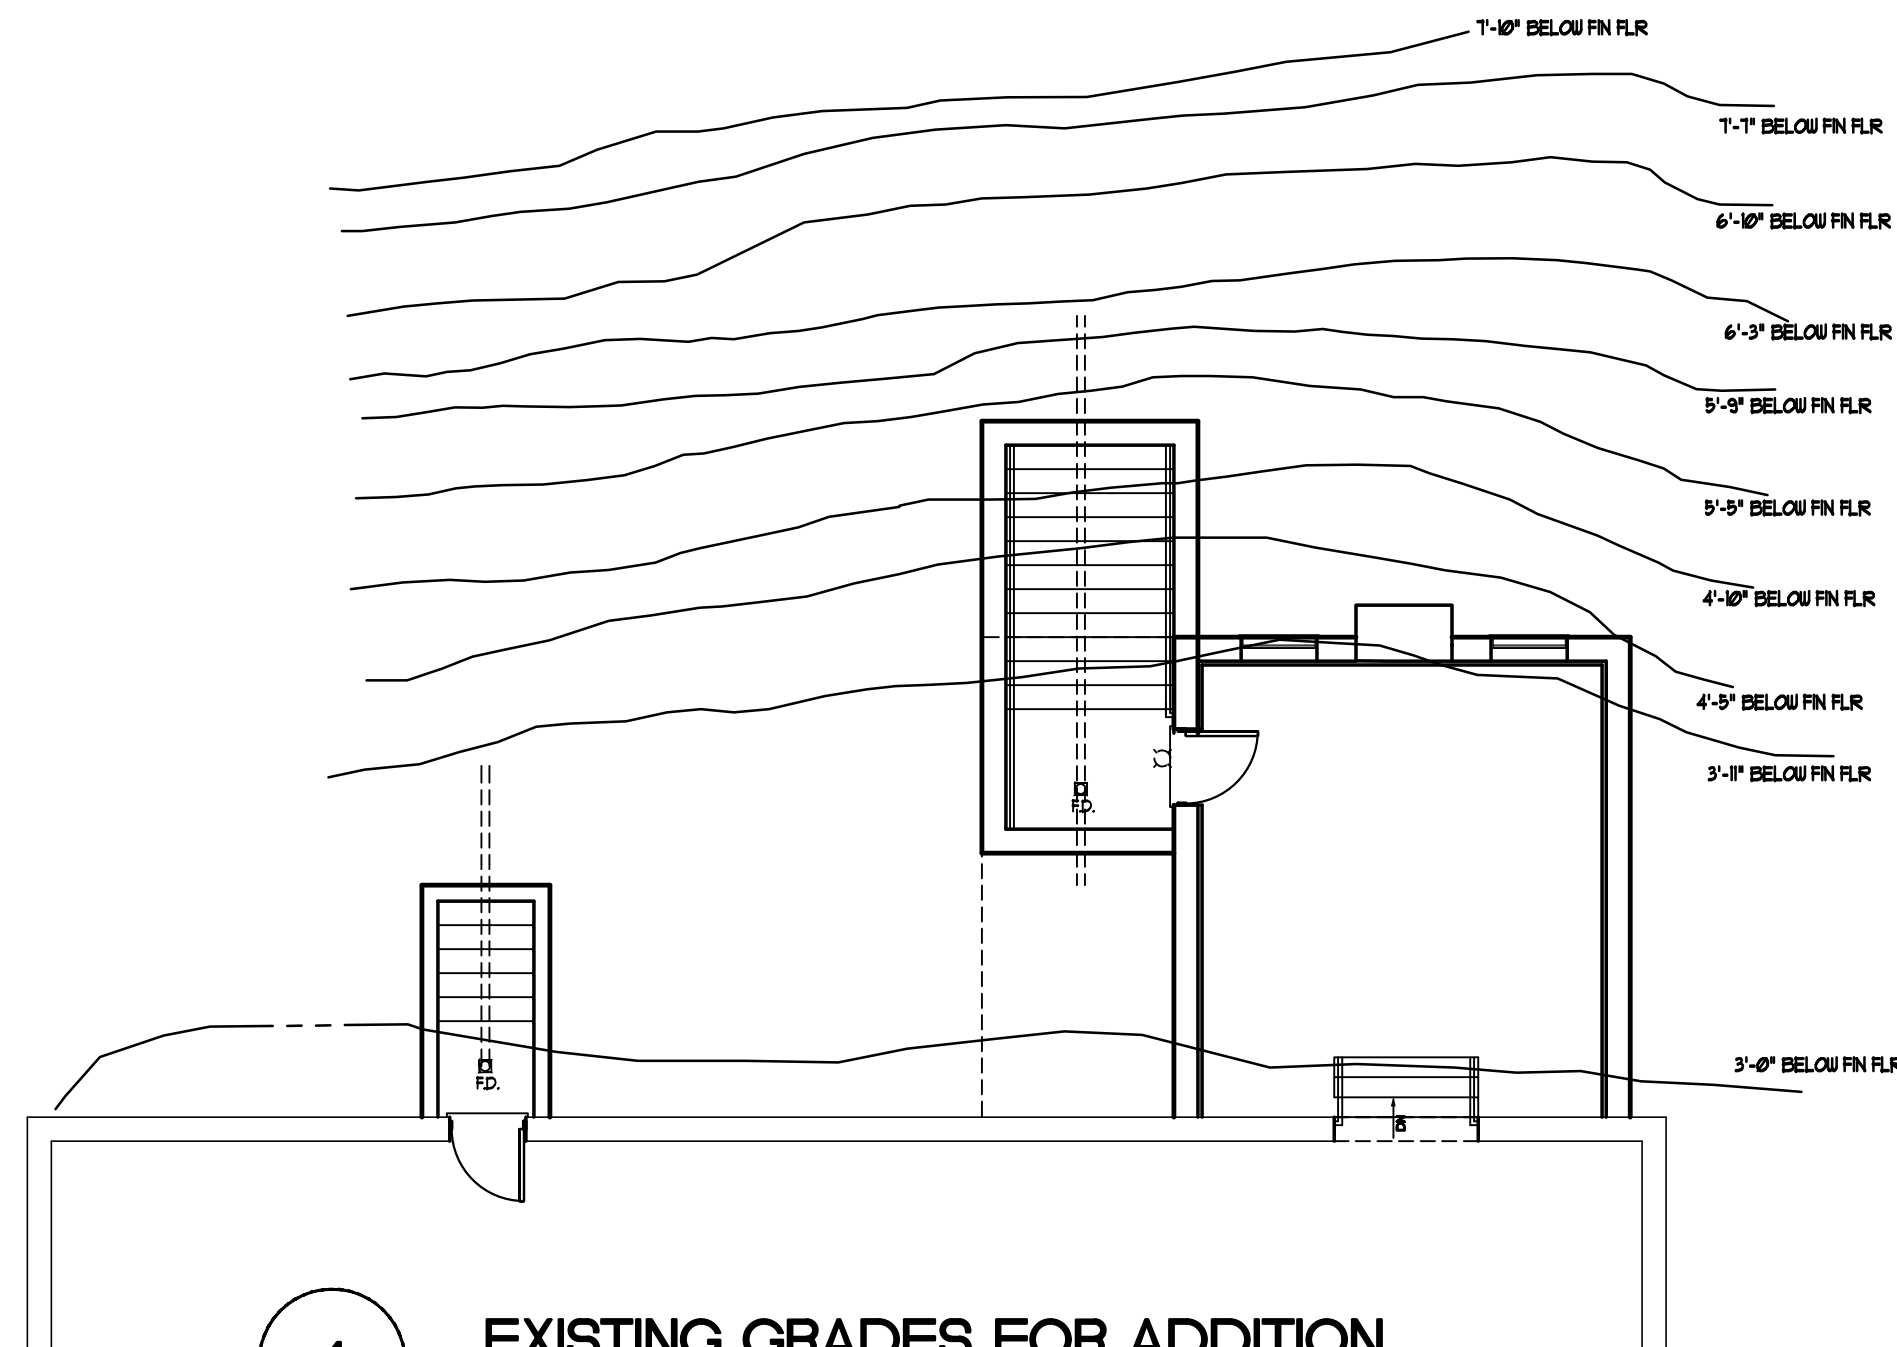 7'-10" BELOW FIN FLR
7'-7" BELOW FIN FLR
6'-10" BELOW FIN FLR
6'-3" BELOW FIN FLR
5'-9" BELOW FIN FLR
5'-5" BELOW FIN FLR
4'-10" BELOW FIN FLR
4'-5" BELOW FIN FLR
3'-11" BELOW FIN FLR
F.D.
3'-0" BELOW FIN FLR
F.D.
DN
EXISTING GRADES FOR ADDITION